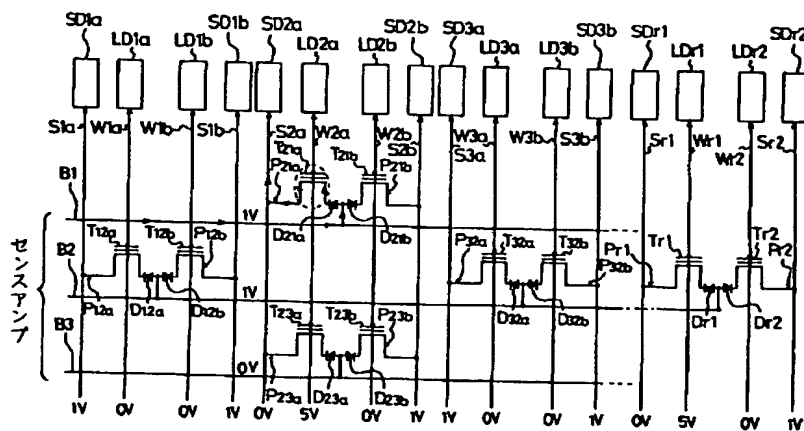 SD1a LD1a LD1b SD1b SD2a LD2a LD2b SD2b SD3a LD3a LD3b SD3b SDr1 LDr1 LDr2 SDr2
S1a W1a W1b S1b S2a W2a W2b S2b W3a S3a W3b S3b Sr1 Wr1 Wr2 Sr2
T21a T21b P21a P21b
B1 1V
D21a D21b
T12a T12b P12b P32a T32a T32b P32b Pr1 Tr1 Tr2 Pr2
センスアンプ
B2 1V
P12a D12a D12b D32a D32b Dr1 Dr2
T23a T23b P23b
B3 0V
P23a D23a D23b
1V 0V 0V 1V 0V 5V 0V 1V 1V 0V 0V 1V 0V 5V 0V 1V